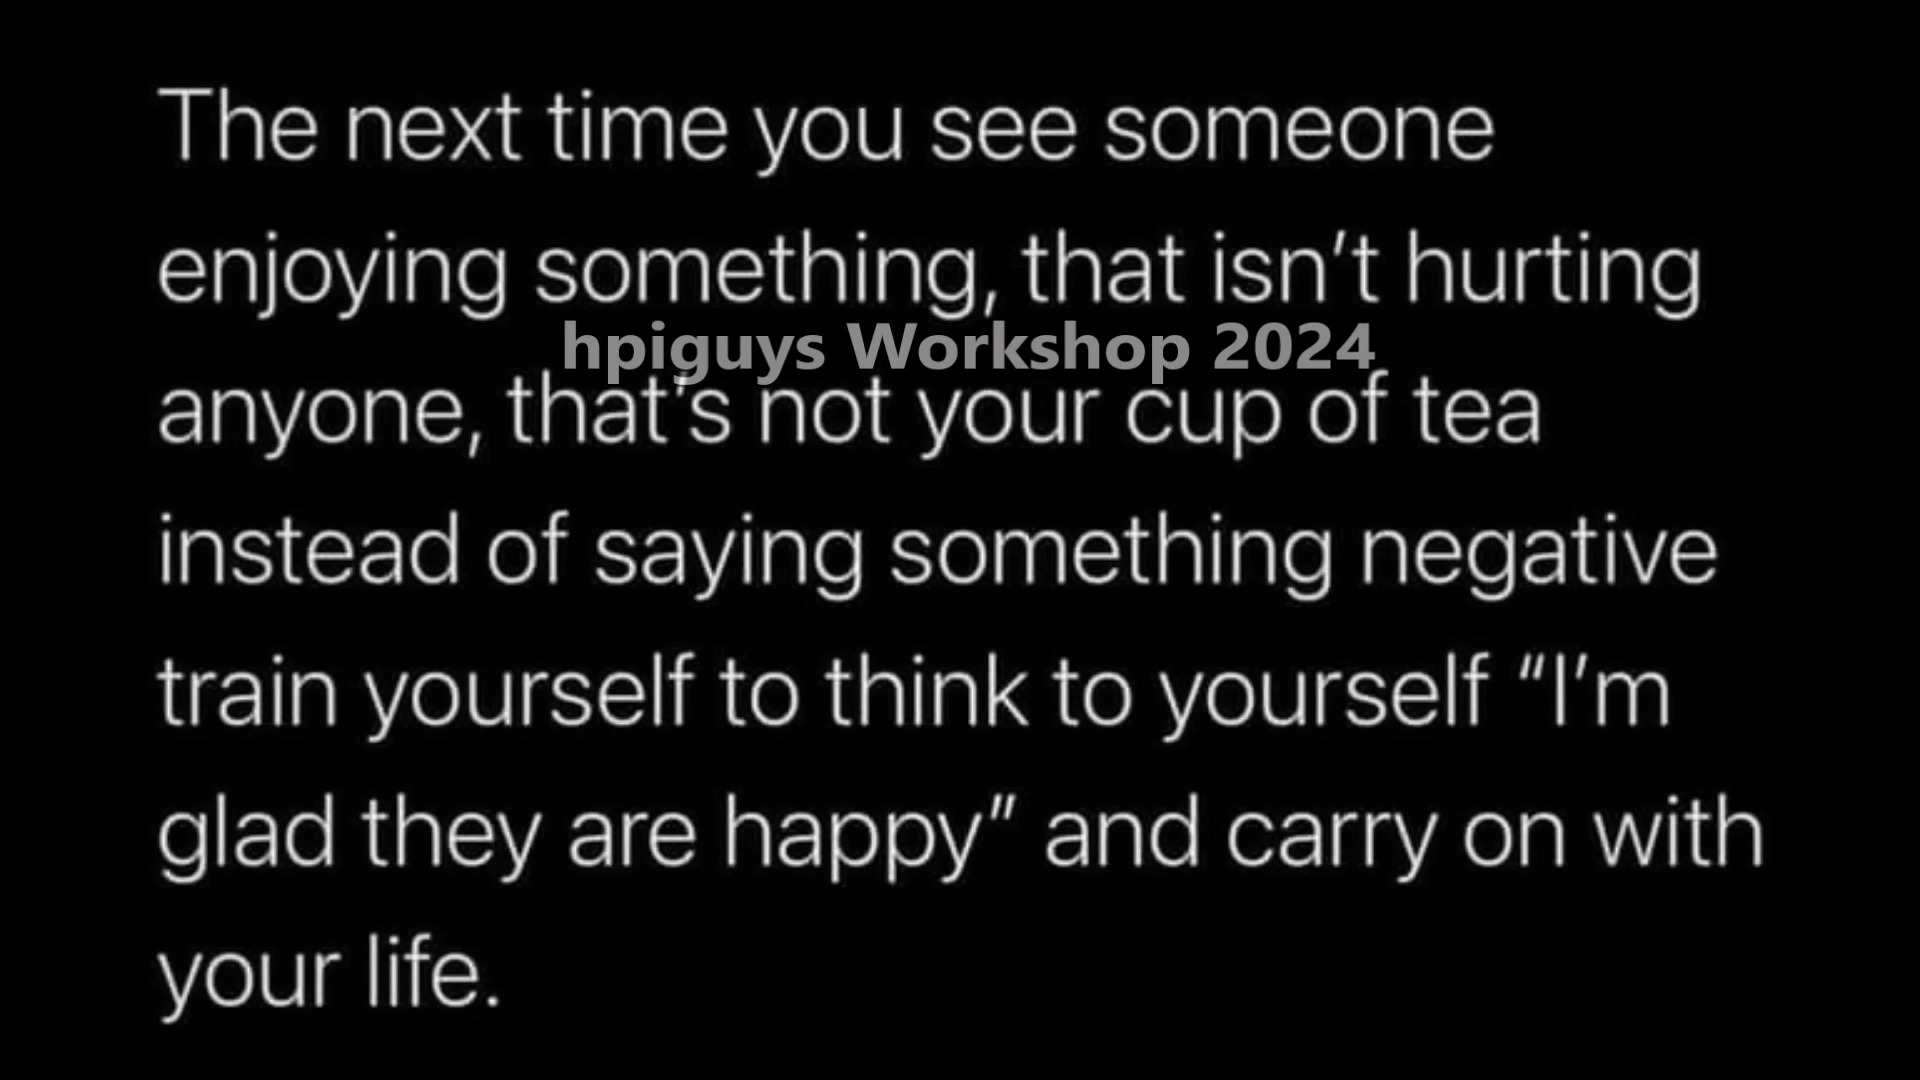 The next time you see someone
enjoying something, that isn’t hurting
hpiguys Workshop 2024
anyone, that’s not your cup of tea
instead of saying something negative
train yourself to think to yourself “I’m
glad they are happy” and carry on with
your life.